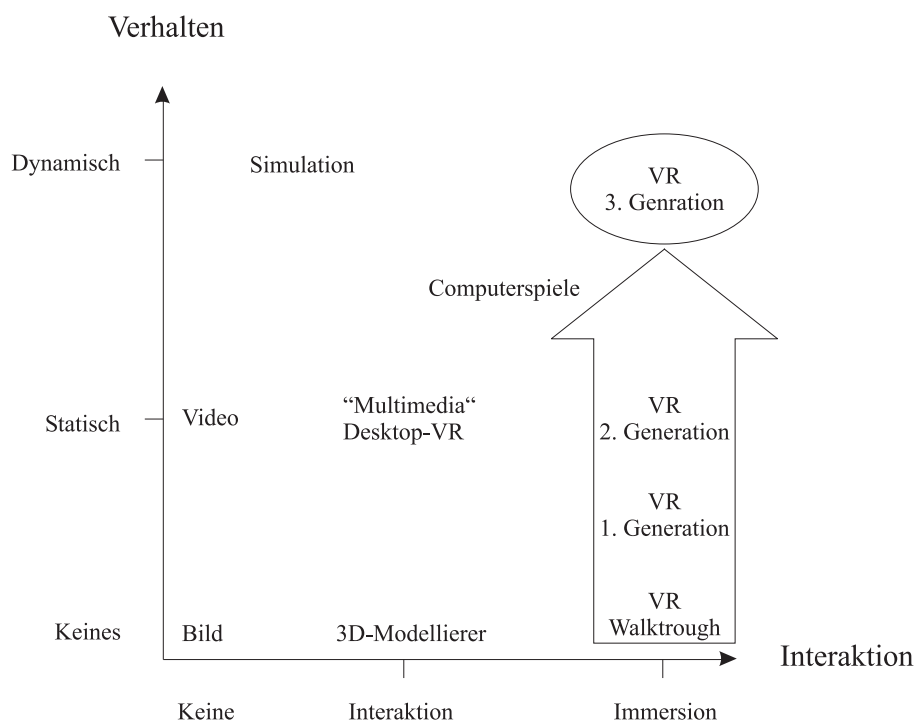 Verhalten
Dynamisch
Simulation
VR
3. Genration
Computerspiele
Statisch
Video
“Multimedia“
Desktop-VR
VR
2. Generation
VR
1. Generation
Keines
Bild
3D-Modellierer
VR
Walktrough
Interaktion
Keine
Interaktion
Immersion